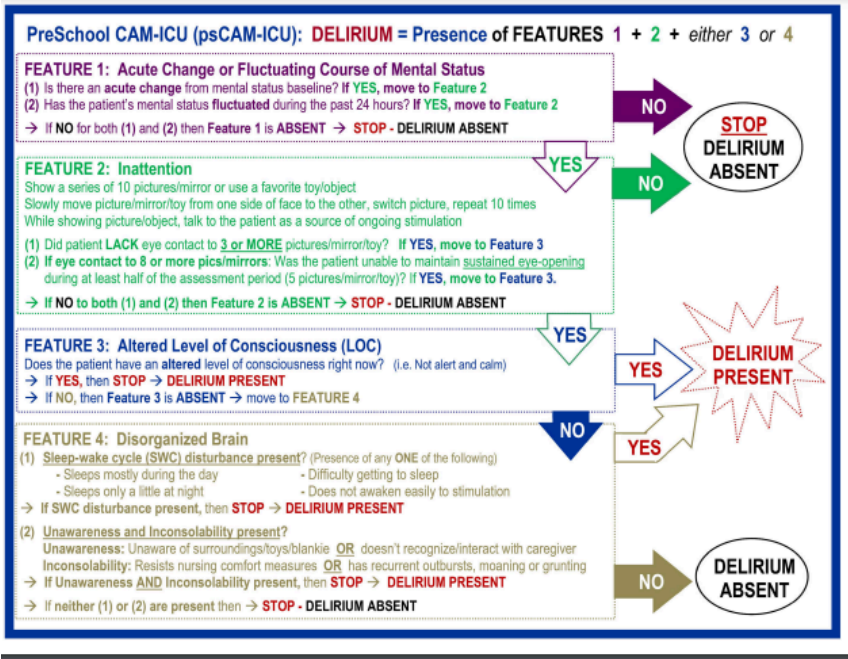 PreSchool CAM-ICU (psCAM-ICU): DELIRIUM = Presence of FEATURES 1 + 2 + either 3 or 4
FEATURE 1: Acute Change or Fluctuating Course of Mental Status
(1) Is there an acute change from mental status baseline? If YES, move to Feature 2
(2) Has the patient's mental status fluctuated during the past 24 hours? If YES, move to Feature 2
→ If NO for both (1) and (2) then Feature 1 is ABSENT → STOP - DELIRIUM ABSENT
NO
STOP
DELIRIUM
ABSENT
YES
FEATURE 2: Inattention
Show a series of 10 pictures/mirror or use a favorite toy/object
Slowly move picture/mirror/toy from one side of face to the other, switch picture, repeat 10 times
While showing picture/object, talk to the patient as a source of ongoing stimulation
(1) Did patient LACK eye contact to 3 or MORE pictures/mirror/toy? If YES, move to Feature 3
(2) If eye contact to 8 or more pics/mirrors: Was the patient unable to maintain sustained eye-opening
during at least half of the assessment period (5 pictures/mirror/toy)? If YES, move to Feature 3.
→ If NO to both (1) and (2) then Feature 2 is ABSENT → STOP - DELIRIUM ABSENT
NO
YES
FEATURE 3: Altered Level of Consciousness (LOC)
Does the patient have an altered level of consciousness right now? (i.e. Not alert and calm)
→ If YES, then STOP → DELIRIUM PRESENT
→ If NO, then Feature 3 is ABSENT → move to FEATURE 4
YES
DELIRIUM
PRESENT
NO
FEATURE 4: Disorganized Brain
(1) Sleep-wake cycle (SWC) disturbance present? (Presence of any ONE of the following)
- Sleeps mostly during the day - Difficulty getting to sleep
- Sleeps only a little at night - Does not awaken easily to stimulation
→ If SWC disturbance present, then STOP → DELIRIUM PRESENT
(2) Unawareness and Inconsolability present?
Unawareness: Unaware of surroundings/toys/blankie OR doesn't recognize/interact with caregiver
Inconsolability: Resists nursing comfort measures OR has recurrent outbursts, moaning or grunting
→ If Unawareness AND Inconsolability present, then STOP → DELIRIUM PRESENT
→ If neither (1) or (2) are present then → STOP - DELIRIUM ABSENT
YES
NO
DELIRIUM
ABSENT